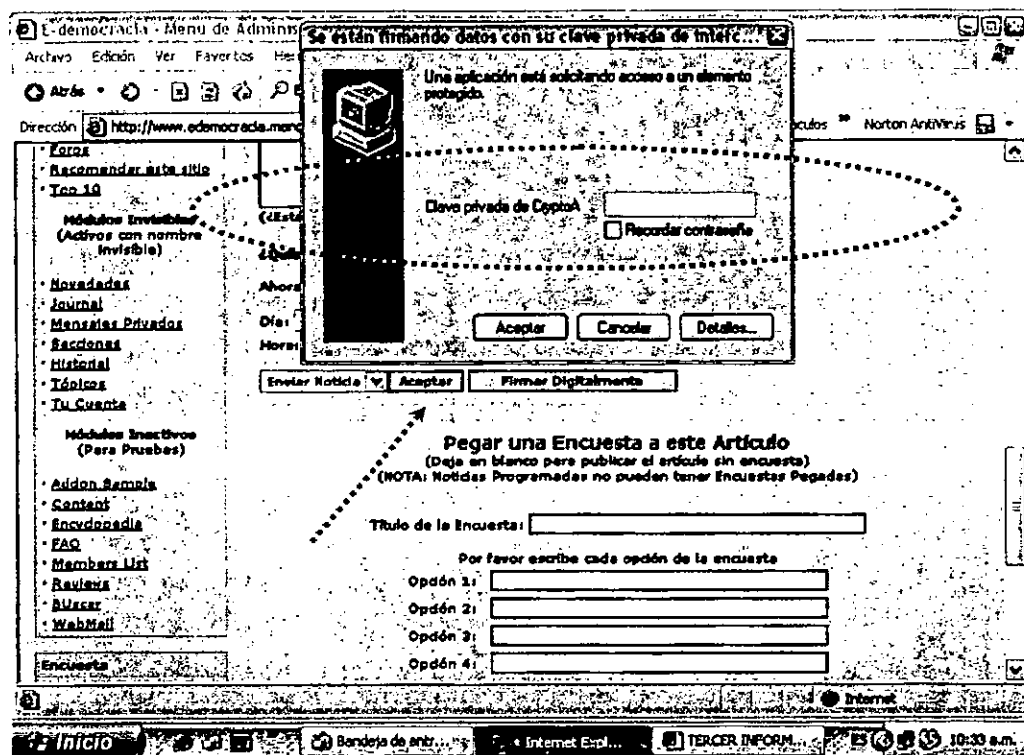 E-democracia - Menu de Adminis
Se están firmando datos con su clave privada de interc...
Archivo Edición Ver Favoritos
Atrás
Dirección http://www.edemocracia.
Norton AntiVirus
Una aplicación está solicitando acceso a un elemento
protegido.
Clave privada de CryptoA
Recordar contraseña
Aceptar Cancelar Detalles...
Foros
Recomendar este sitio
Top 10
Módulos Invisibles
(Activos con nombre
Invisible)
Novedades
Journal
Mensajes Privados
Secciones
Historial
Tópicos
Tu Cuenta
Módulos Inactivos
(Para Pruebas)
Addon Sample
Content
Encyclopedia
FAQ
Members List
Reviews
BUscar
WebMail
Encuesta
(¿Está
Ahora
Día:
Hora:
Enviar Noticia Aceptar Firmar Digitalmente
Pegar una Encuesta a este Artículo
(Deja en blanco para publicar el artículo sin encuesta)
(NOTA: Noticias Programadas no pueden tener Encuestas Pegadas)
Título de la Encuesta:
Por favor escribe cada opción de la encuesta
Opción 1:
Opción 2:
Opción 3:
Opción 4:
Internet
Inicio Bandeja de entr... Internet Expl... TERCER INFORM... ES 10:33 a.m.